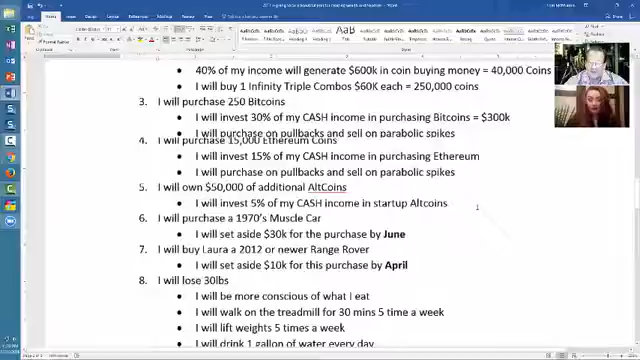 40% of my income will generate $600k in coin buying money = 40,000 Coins
I will buy 1 Infinity Triple Combos $60K each = 250,000 coins
3. I will purchase 250 Bitcoins
I will invest 30% of my CASH income in purchasing Bitcoins = $300k
I will purchase on pullbacks and sell on parabolic spikes
4. I will purchase 15,000 Ethereum Coins
I will invest 15% of my CASH income in purchasing Ethereum
I will purchase on pullbacks and sell on parabolic spikes
5. I will own $50,000 of additional AltCoins
I will invest 5% of my CASH income in startup Altcoins
6. I will purchase a 1970's Muscle Car
I will set aside $30k for the purchase by June
7. I will buy Laura a 2012 or newer Range Rover
I will set aside $10k for this purchase by April
8. I will lose 30lbs
I will be more conscious of what I eat
I will walk on the treadmill for 30 mins 5 time a week
I will lift weights 5 times a week
I will drink 1 gallon of water every day